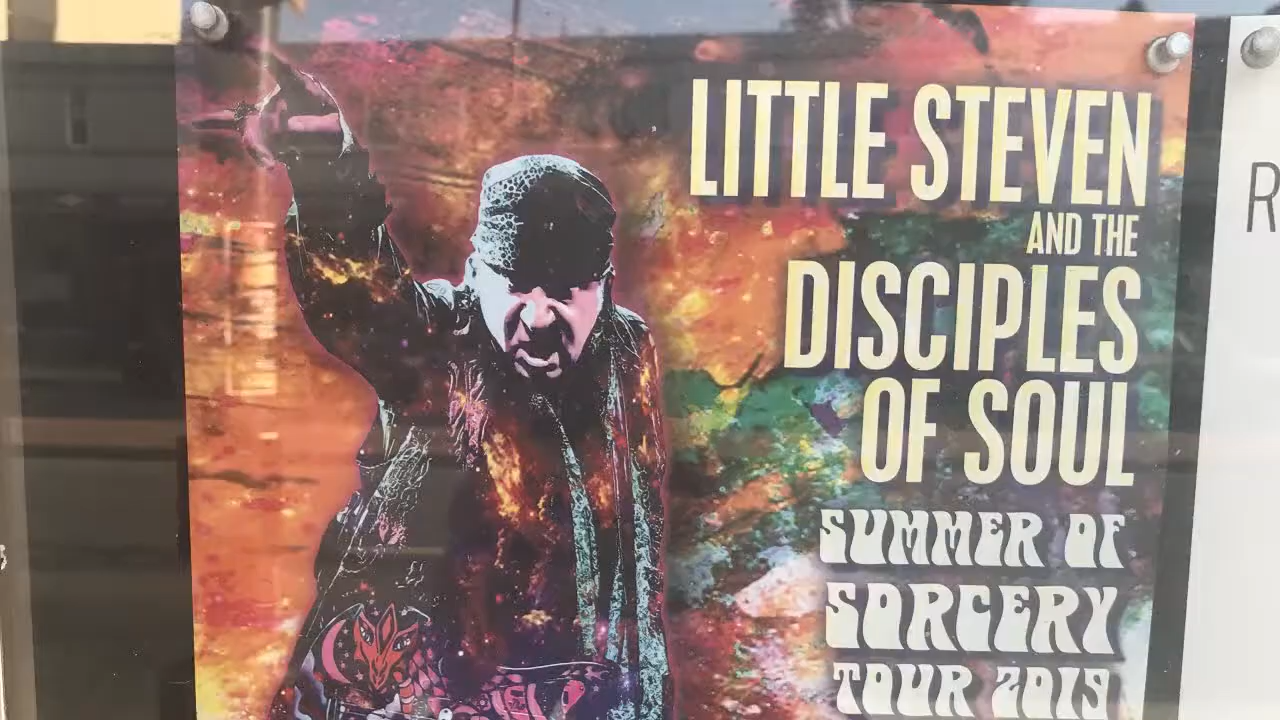 LITTLE STEVEN
AND THE
DISCIPLES
OF SOUL
SUMMER OF
SORCERY
TOUR 2019
R